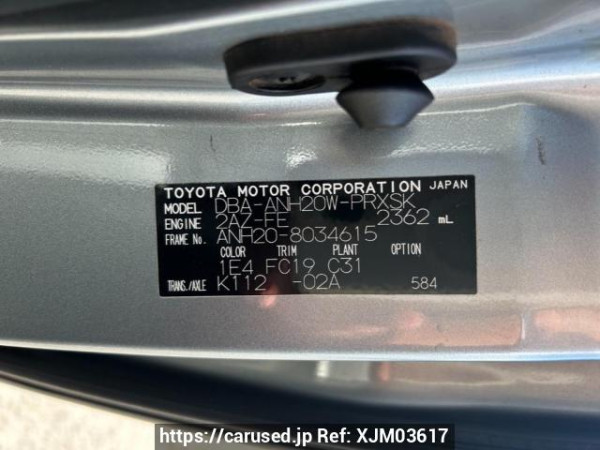 TOYOTA MOTOR CORPORATION JAPAN
MODEL DBA-ANH20W-PRXSK
ENGINE 2AZ-FE 2362 mL
FRAME No. ANH20-8034615
COLOR TRIM PLANT OPTION
1E4 FC19 C31
TRANS./AXLE K112 -02A 584
https://carused.jp Ref: XJM03617